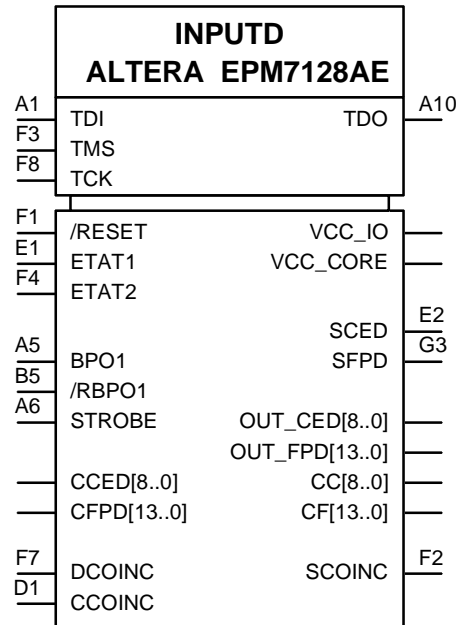 INPUTD
ALTERA EPM7128AE
A1 TDI TDO A10
F3 TMS
F8 TCK
F1 /RESET VCC_IO
E1 ETAT1 VCC_CORE
F4 ETAT2
SCED E2
A5 BPO1 SFPD G3
B5 /RBPO1
A6 STROBE OUT_CED[8..0]
OUT_FPD[13..0]
CCED[8..0] CC[8..0]
CFPD[13..0] CF[13..0]
F7 DCOINC SCOINC F2
D1 CCOINC